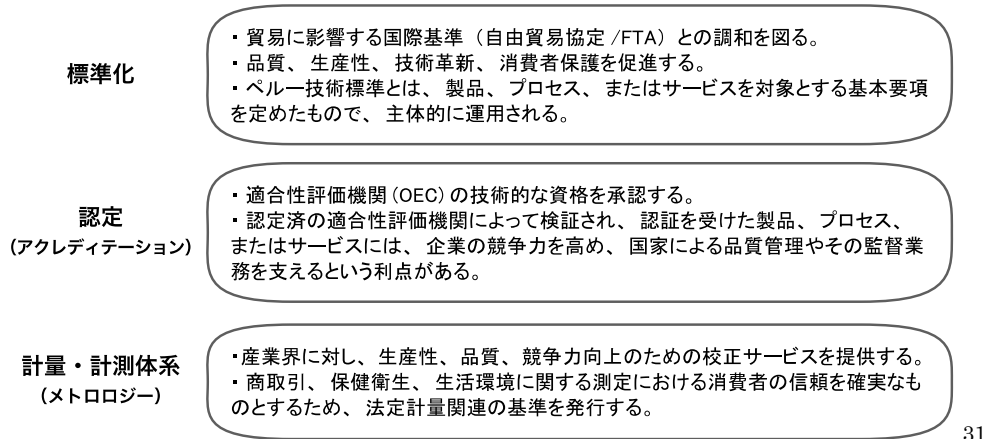 標準化
・貿易に影響する国際基準（自由貿易協定/FTA）との調和を図る。
・品質、生産性、技術革新、消費者保護を促進する。
・ペルー技術標準とは、製品、プロセス、またはサービスを対象とする基本要項
を定めたもので、主体的に運用される。
認定
（アクレディテーション）
・適合性評価機関(OEC)の技術的な資格を承認する。
・認定済の適合性評価機関によって検証され、認証を受けた製品、プロセス、
またはサービスには、企業の競争力を高め、国家による品質管理やその監督業
務を支えるという利点がある。
計量・計測体系
（メトロロジー）
・産業界に対し、生産性、品質、競争力向上のための校正サービスを提供する。
・商取引、保健衛生、生活環境に関する測定における消費者の信頼を確実なも
のとするため、法定計量関連の基準を発行する。
31